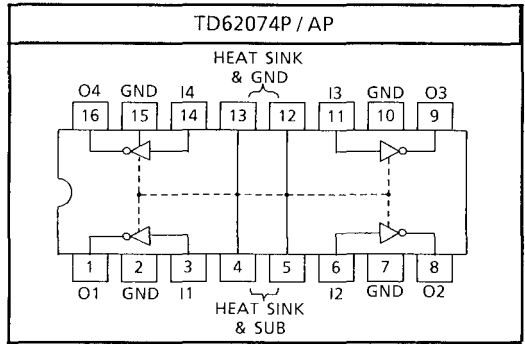 TD62074P / AP
HEAT SINK
& GND
O4 GND I4 I3 GND O3
16 15 14 13 12 11 10 9
1 2 3 4 5 6 7 8
O1 GND I1 I2 GND O2
HEAT SINK
& SUB